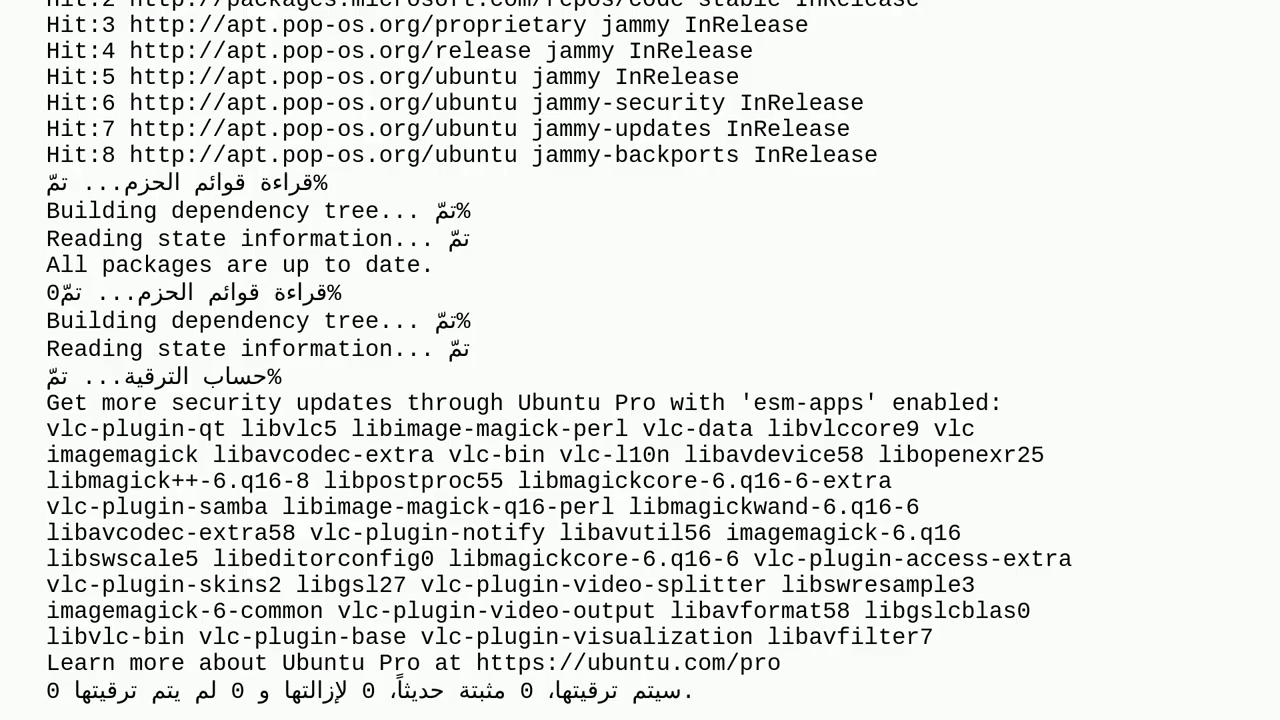 Hit:2 http://packages.microsoft.com/repos/code stable InRelease
Hit:3 http://apt.pop-os.org/proprietary jammy InRelease
Hit:4 http://apt.pop-os.org/release jammy InRelease
Hit:5 http://apt.pop-os.org/ubuntu jammy InRelease
Hit:6 http://apt.pop-os.org/ubuntu jammy-security InRelease
Hit:7 http://apt.pop-os.org/ubuntu jammy-updates InRelease
Hit:8 http://apt.pop-os.org/ubuntu jammy-backports InRelease
قراءة قوائم الحزم... تمّ%
Building dependency tree... تمّ%
Reading state information... تمّ
All packages are up to date.
0قراءة قوائم الحزم... تمّ%
Building dependency tree... تمّ%
Reading state information... تمّ
حساب الترقية... تمّ%
Get more security updates through Ubuntu Pro with 'esm-apps' enabled:
vlc-plugin-qt libvlc5 libimage-magick-perl vlc-data libvlccore9 vlc
imagemagick libavcodec-extra vlc-bin vlc-l10n libavdevice58 libopenexr25
libmagick++-6.q16-8 libpostproc55 libmagickcore-6.q16-6-extra
vlc-plugin-samba libimage-magick-q16-perl libmagickwand-6.q16-6
libavcodec-extra58 vlc-plugin-notify libavutil56 imagemagick-6.q16
libswscale5 libeditorconfig0 libmagickcore-6.q16-6 vlc-plugin-access-extra
vlc-plugin-skins2 libgsl27 vlc-plugin-video-splitter libswresample3
imagemagick-6-common vlc-plugin-video-output libavformat58 libgslcblas0
libvlc-bin vlc-plugin-base vlc-plugin-visualization libavfilter7
Learn more about Ubuntu Pro at https://ubuntu.com/pro
0 سيتم ترقيتها، 0 مثبتة حديثاً، 0 لإزالتها و 0 لم يتم ترقيتها.